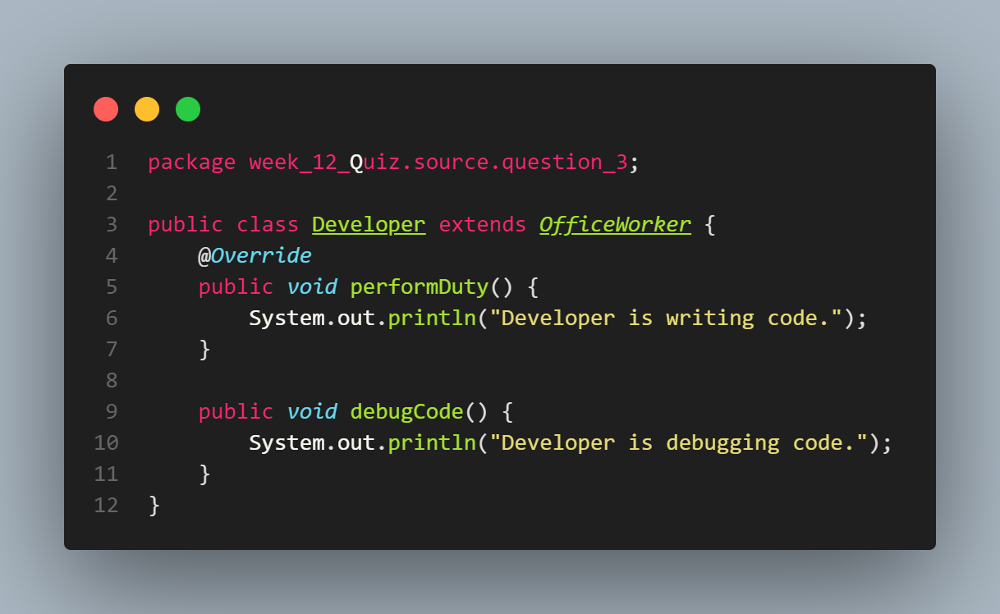 1 package week_12_Quiz.source.question_3;
2
3 public class Developer extends OfficeWorker {
4     @Override
5     public void performDuty() {
6         System.out.println("Developer is writing code.");
7     }
8
9     public void debugCode() {
10         System.out.println("Developer is debugging code.");
11     }
12 }